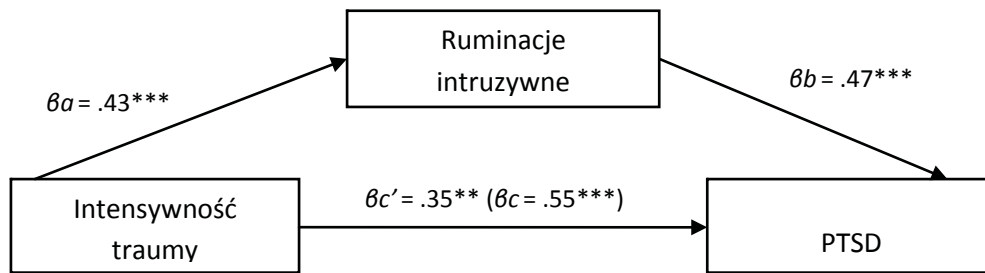 Ruminacje
intruzywne
βa = .43***
βb = .47***
βc’ = .35** (βc = .55***)
Intensywność
traumy
PTSD